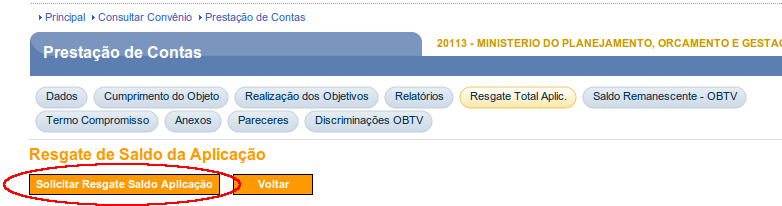 Principal Consultar Convênio Prestação de Contas
Prestação de Contas
20113 - MINISTERIO DO PLANEJAMENTO, ORCAMENTO E GESTAC
Dados Cumprimento do Objeto Realização dos Objetivos Relatórios Resgate Total Aplic. Saldo Remanescente - OBTV
Termo Compromisso Anexos Pareceres Discriminações OBTV
Resgate de Saldo da Aplicação
Solicitar Resgate Saldo Aplicação Voltar